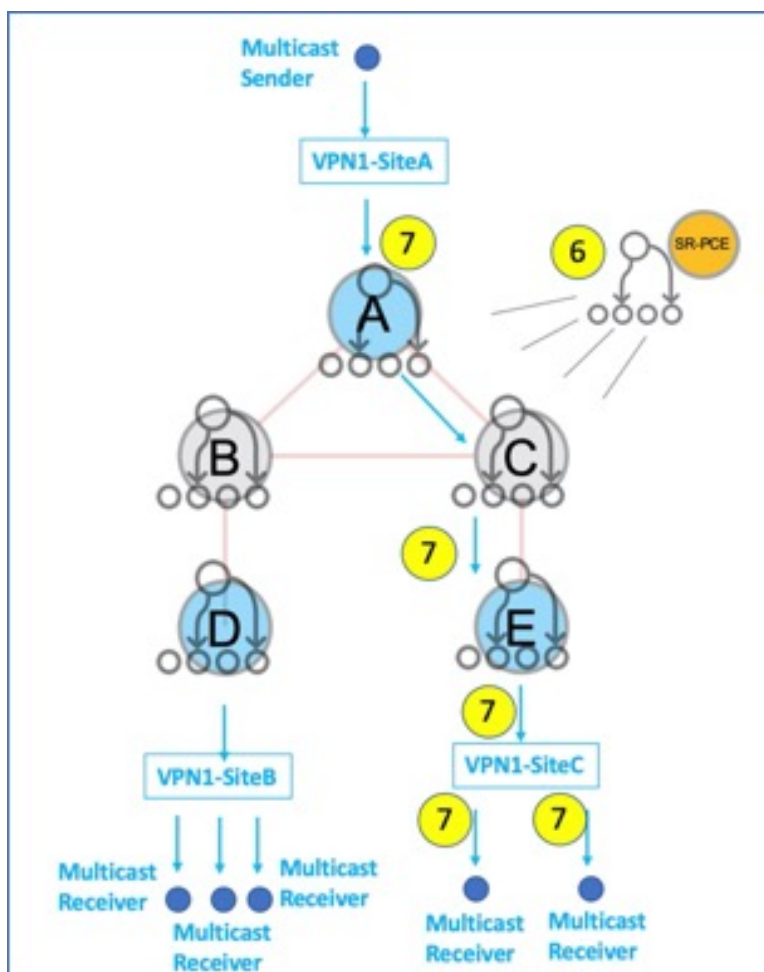 Multicast
Sender
VPN1-SiteA
7
6
SR-PCE
A
B
C
7
D
E
7
VPN1-SiteB
VPN1-SiteC
7
7
Multicast
Receiver
Multicast
Receiver
Multicast
Receiver
Multicast
Receiver
Multicast
Receiver